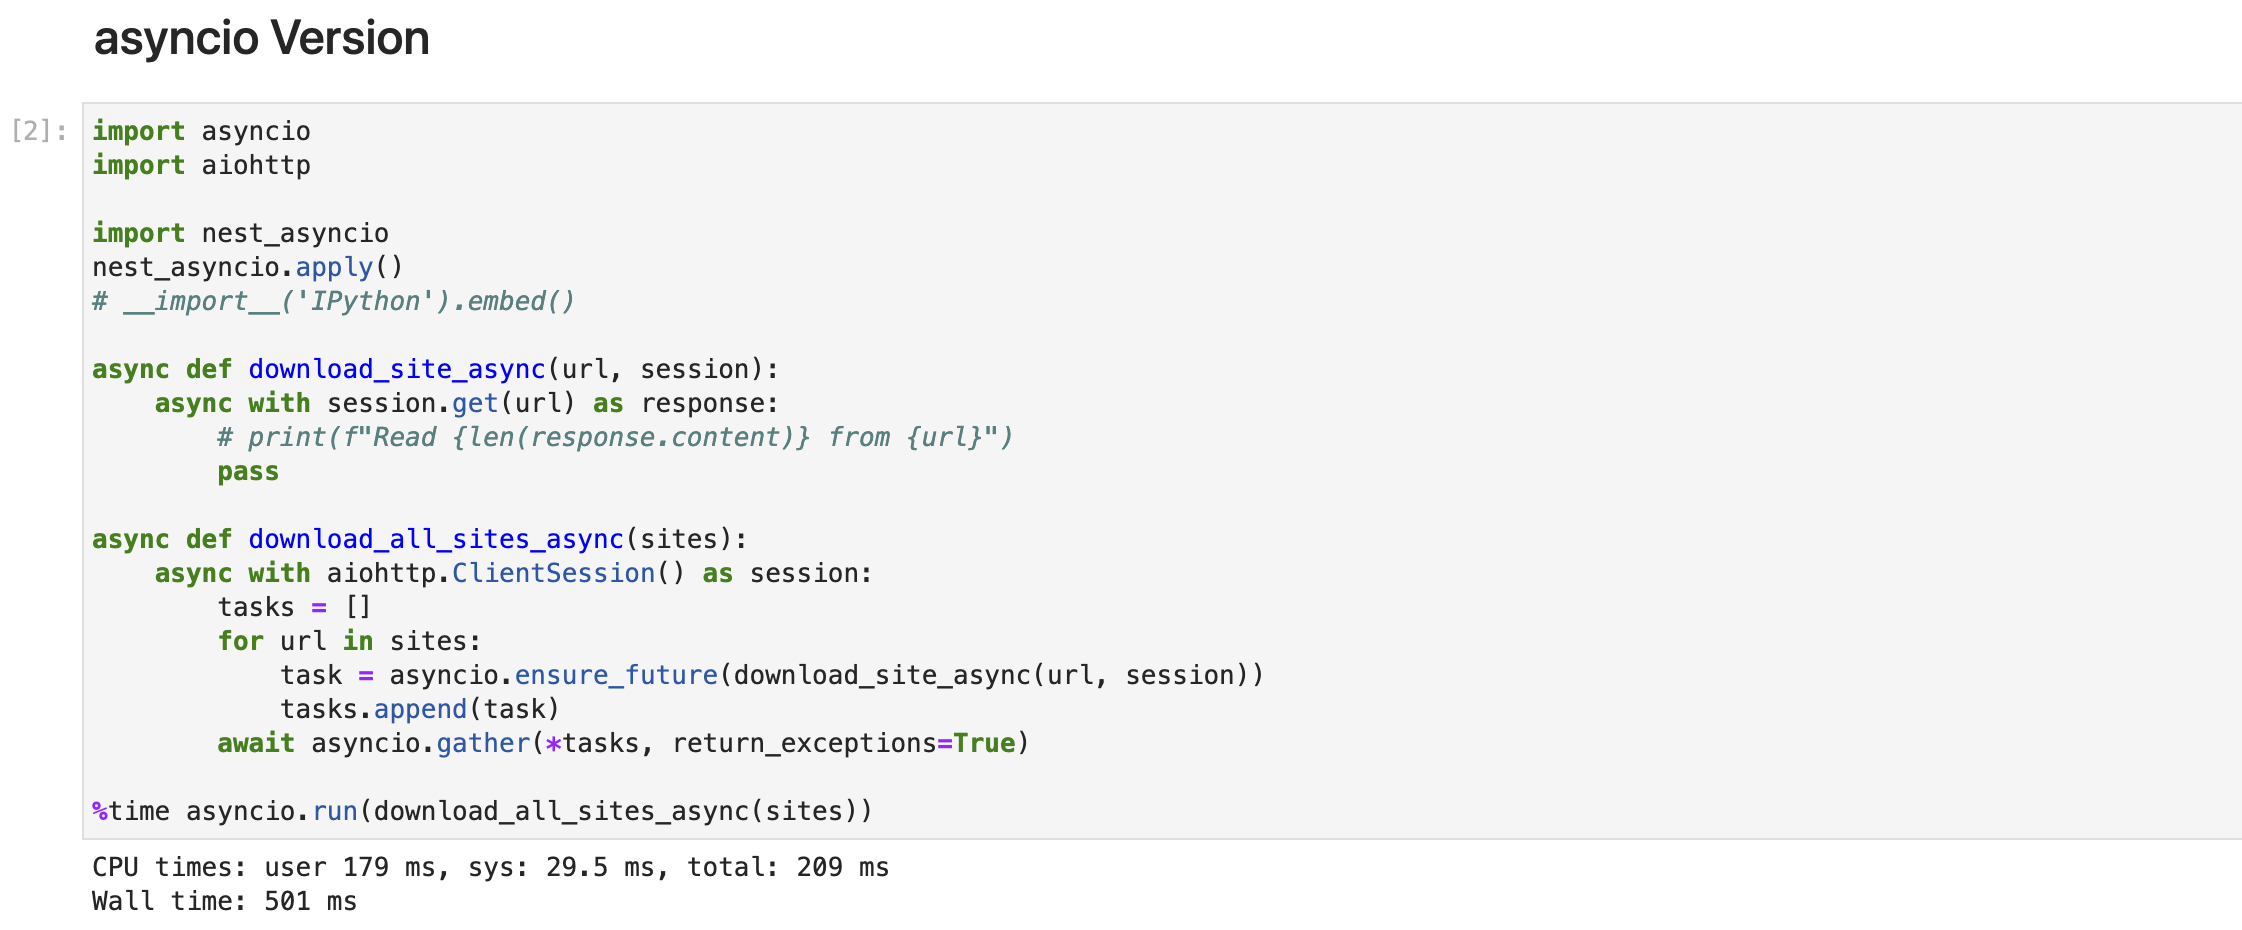 asyncio Version
[2]:
import asyncio
import aiohttp

import nest_asyncio
nest_asyncio.apply()
# __import__('IPython').embed()

async def download_site_async(url, session):
    async with session.get(url) as response:
        # print(f"Read {len(response.content)} from {url}")
        pass

async def download_all_sites_async(sites):
    async with aiohttp.ClientSession() as session:
        tasks = []
        for url in sites:
            task = asyncio.ensure_future(download_site_async(url, session))
            tasks.append(task)
        await asyncio.gather(*tasks, return_exceptions=True)

%time asyncio.run(download_all_sites_async(sites))
CPU times: user 179 ms, sys: 29.5 ms, total: 209 ms
Wall time: 501 ms